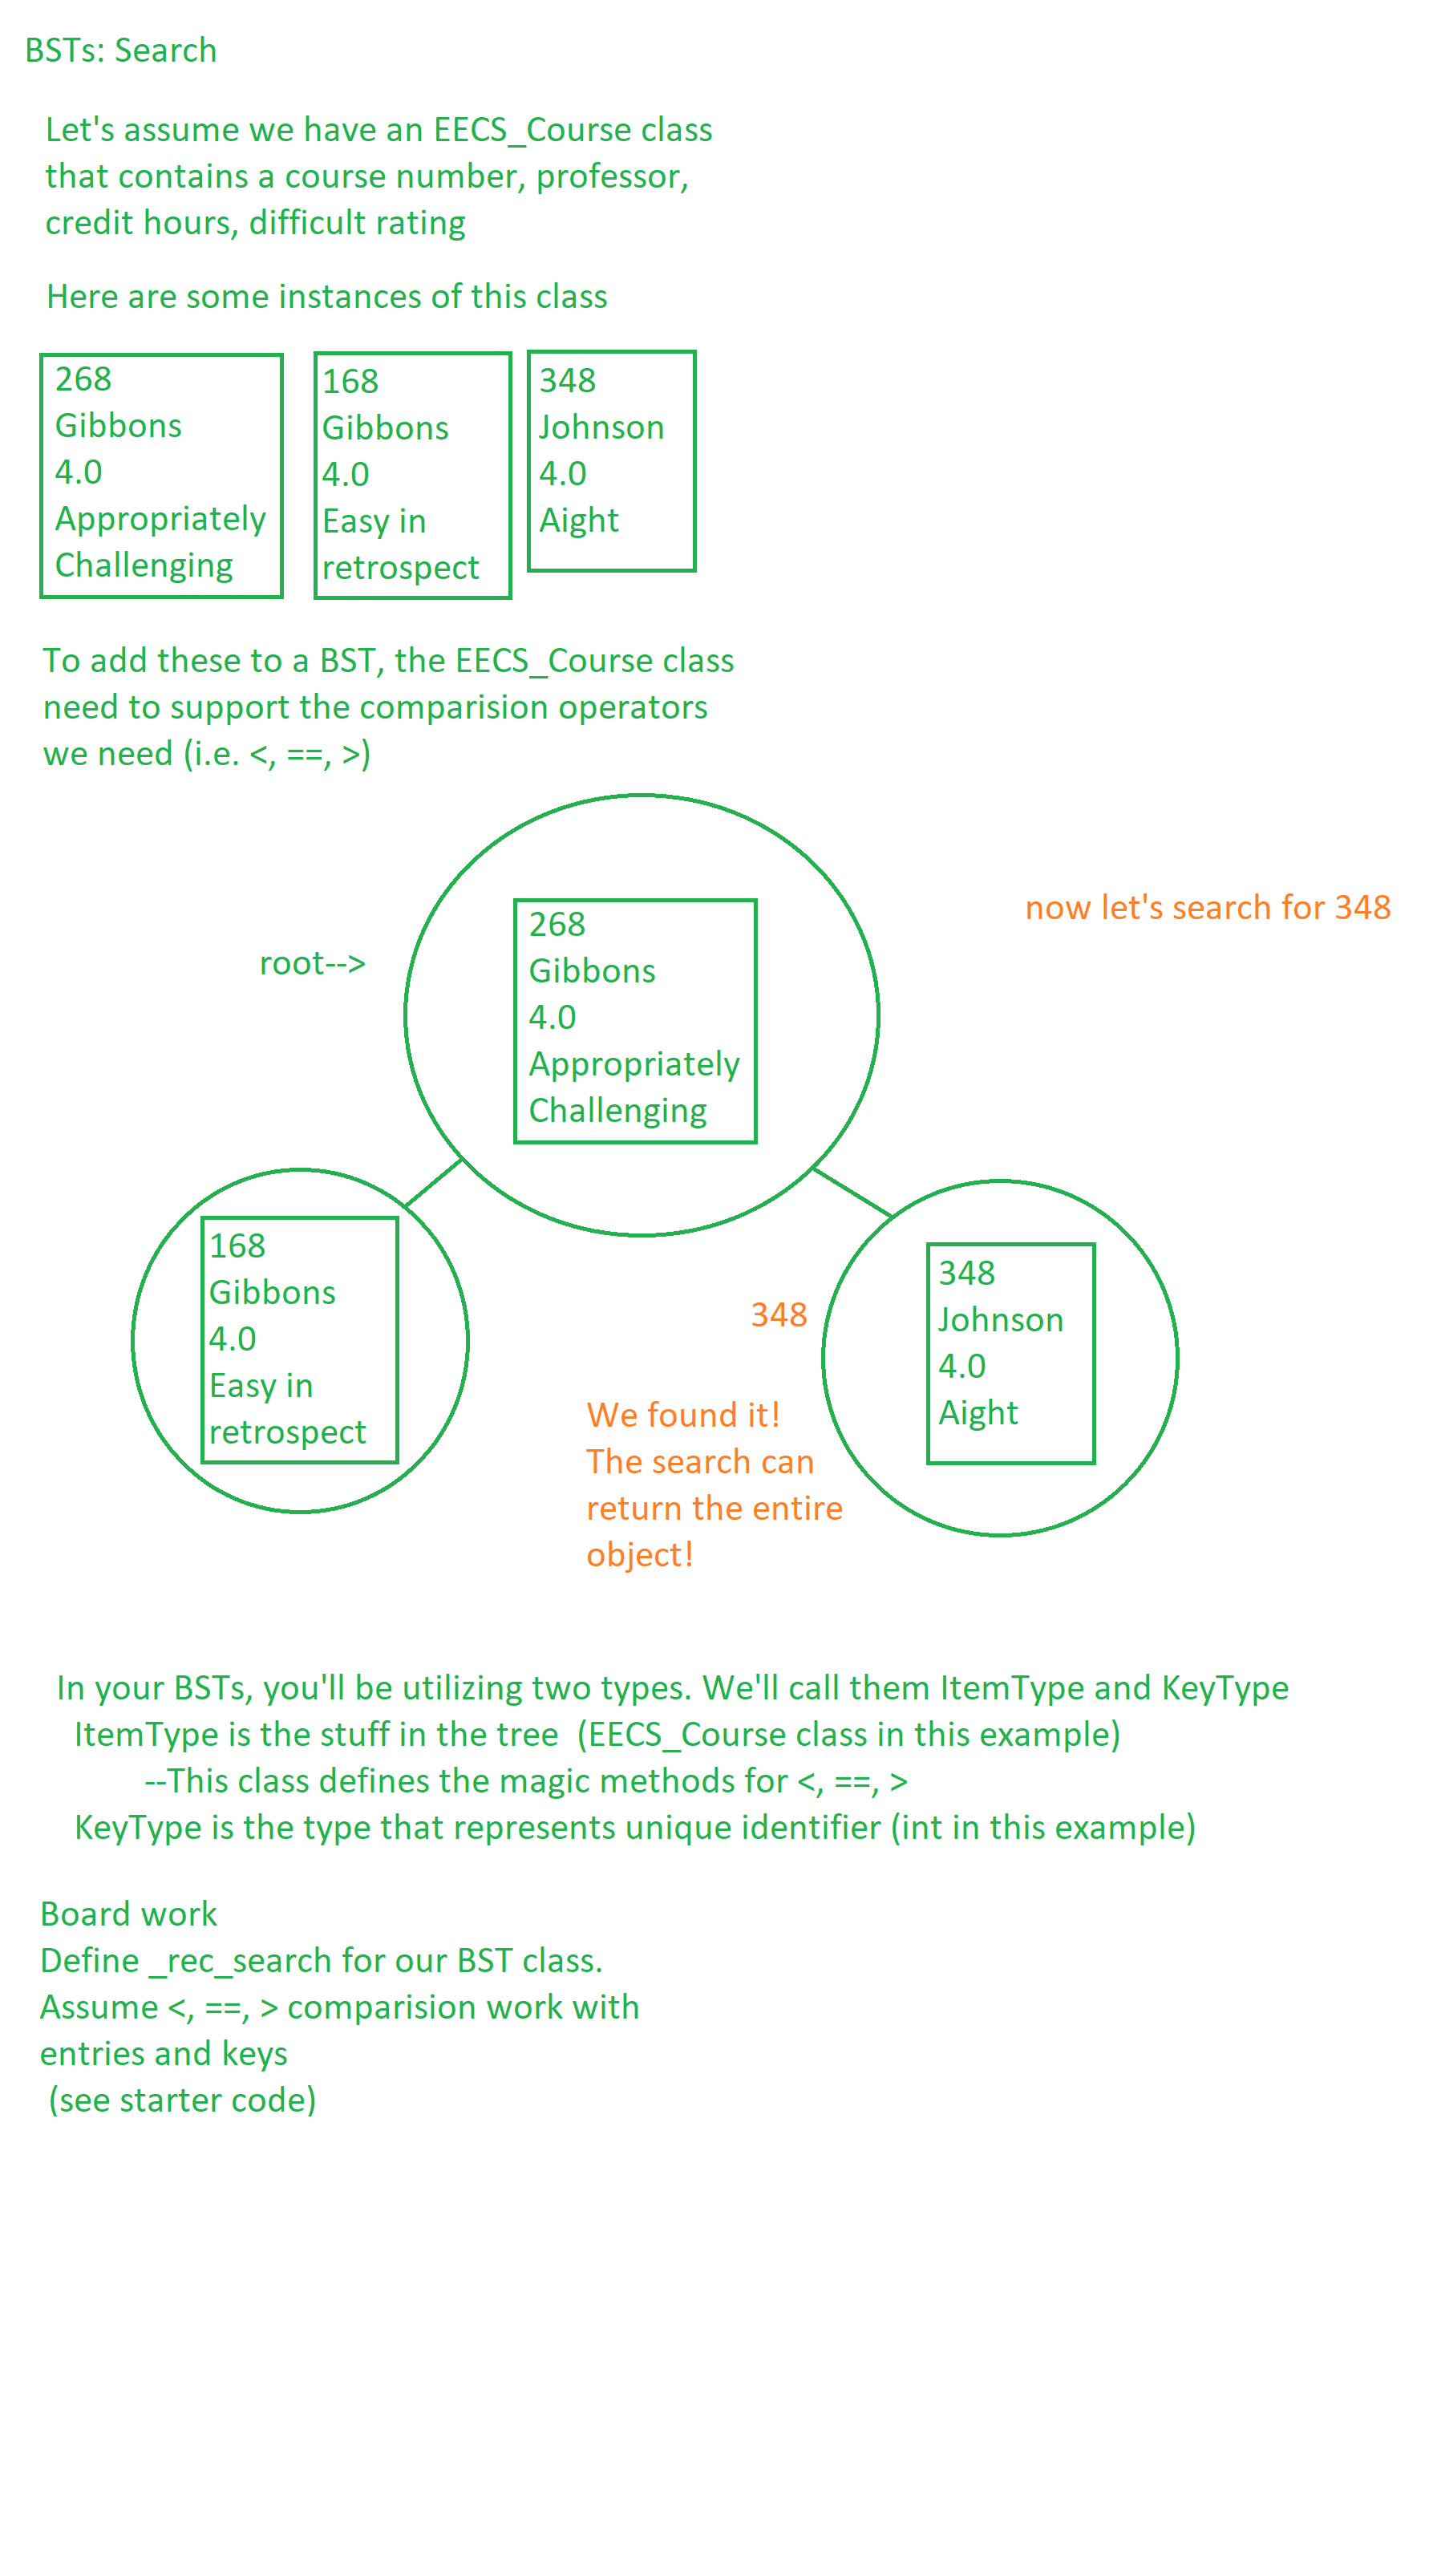 BSTs: Search
Let's assume we have an EECS_Course class
that contains a course number, professor,
credit hours, difficult rating
Here are some instances of this class
268
Gibbons
4.0
Appropriately
Challenging
168
Gibbons
4.0
Easy in
retrospect
348
Johnson
4.0
Aight
To add these to a BST, the EECS_Course class
need to support the comparision operators
we need (i.e. <, ==, >)
now let's search for 348
root-->
268
Gibbons
4.0
Appropriately
Challenging
168
Gibbons
4.0
Easy in
retrospect
348
We found it!
The search can
return the entire
object!
348
Johnson
4.0
Aight
In your BSTs, you'll be utilizing two types. We'll call them ItemType and KeyType
ItemType is the stuff in the tree  (EECS_Course class in this example)
--This class defines the magic methods for <, ==, >
KeyType is the type that represents unique identifier (int in this example)
Board work
Define _rec_search for our BST class.
Assume <, ==, > comparision work with
entries and keys
(see starter code)